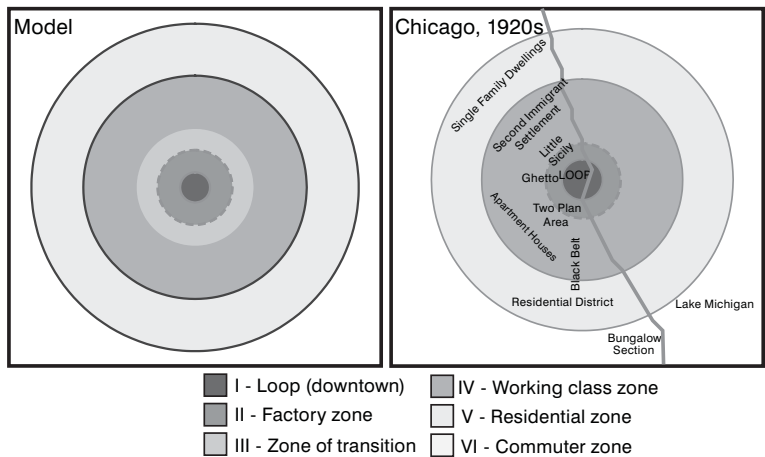 Model
Chicago, 1920s
Single Family Dwellings
Second Immigrant
Settlement
Little
Sicily
Ghetto
LOOP
Two Plan
Area
Apartment Houses
Black Belt
Residential District
Lake Michigan
Bungalow
Section
I - Loop (downtown)
II - Factory zone
III - Zone of transition
IV - Working class zone
V - Residential zone
VI - Commuter zone